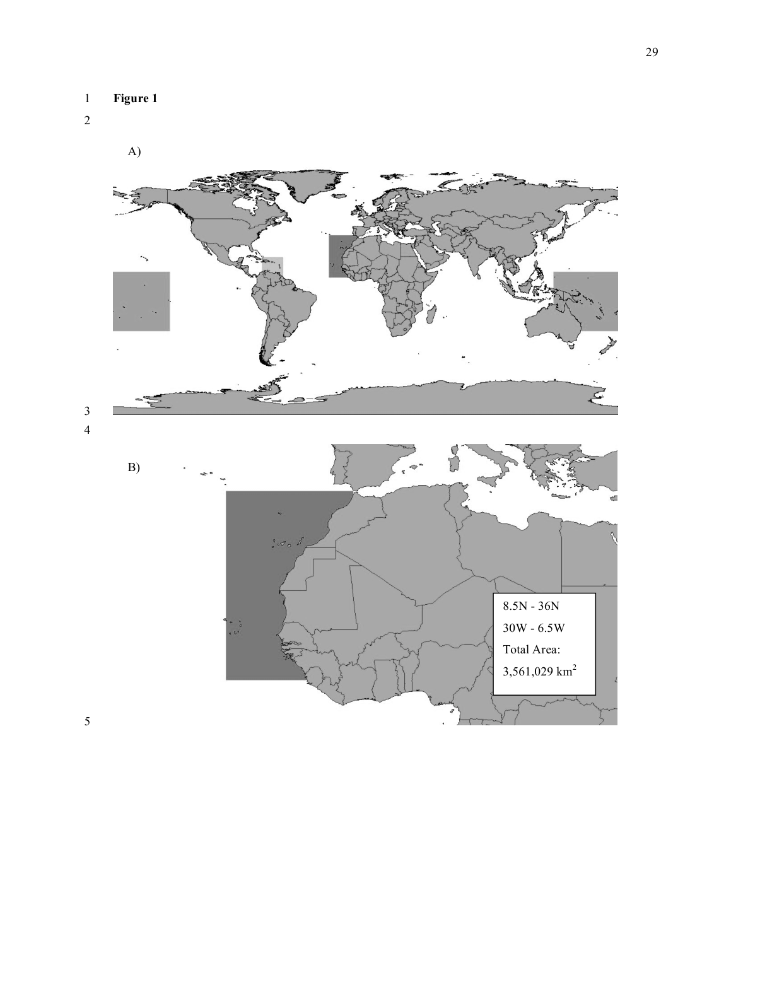 29
1 Figure 1
2
A)
3
4
B)
8.5N - 36N
30W - 6.5W
Total Area:
3,561,029 km²
5